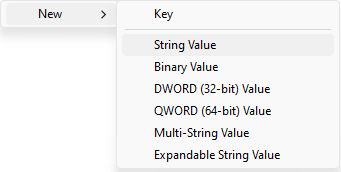 New
Key
String Value
Binary Value
DWORD (32-bit) Value
QWORD (64-bit) Value
Multi-String Value
Expandable String Value